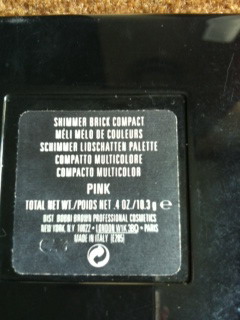 SHIMMER BRICK COMPACT
MÉLI MÉLO DE COULEURS
SCHIMMER LIDSCHATTEN PALETTE
COMPATTO MULTICOLORE
COMPACTO MULTICOLOR
PINK
TOTAL NET WT./POIDS NET .4 OZ/10.3 g e
DIST BOBBI BROWN PROFESSIONAL COSMETICS
NEW YORK, N.Y. 10022 • LONDON W1K 3BQ • PARIS
MADE IN ITALY